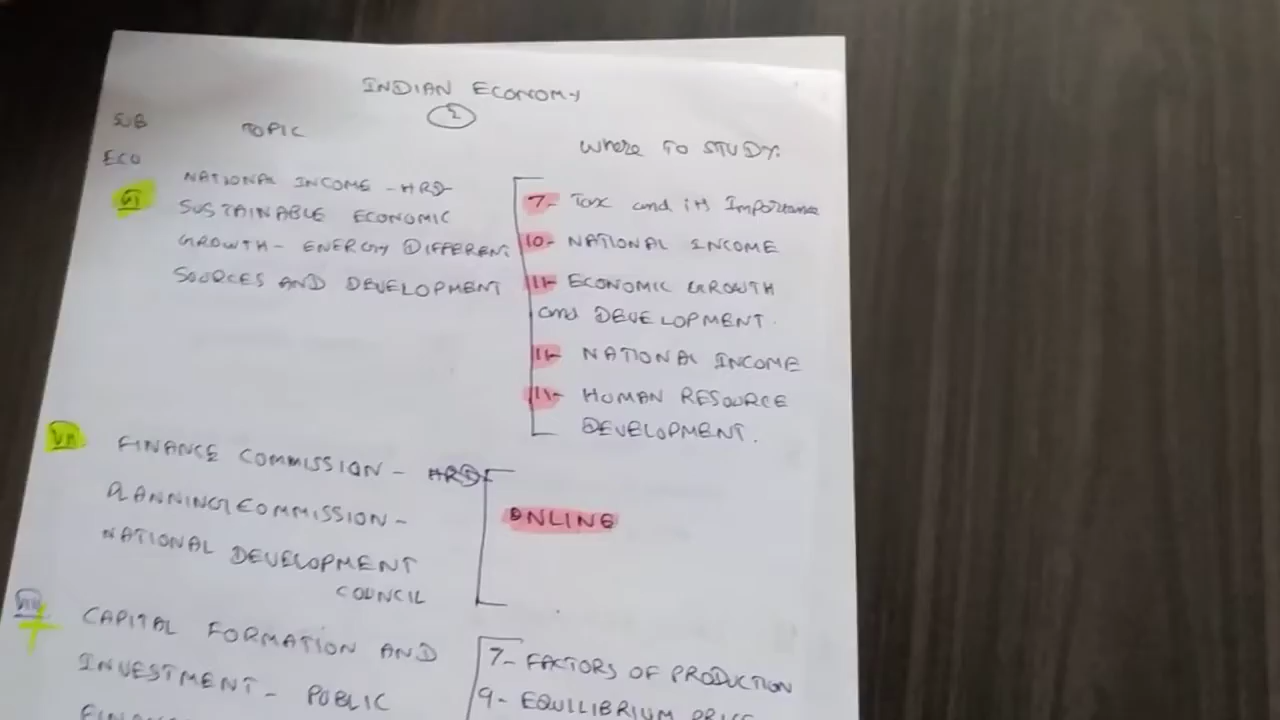 INDIAN ECONOMY
2
SUB
TOPIC
Where TO STUDY.
ECO
VI
NATIONAL INCOME - HRD
SUSTAINABLE ECONOMIC
GROWTH - ENERGY DIFFERENT
SOURCES AND DEVELOPMENT
7- Tax and its Importance
10- NATIONAL INCOME
11- ECONOMIC GROWTH
and DEVELOPMENT.
11- NATIONAL INCOME
11- HUMAN RESOURCE
DEVELOPMENT.
VII
FINANCE COMMISSION - HRD
PLANNING COMMISSION -
NATIONAL DEVELOPMENT
COUNCIL
ONLINE
VIII
CAPITAL FORMATION AND
INVESTMENT - PUBLIC
7- FACTORS OF PRODUCTION
9- EQUILIBRIUM PRICE